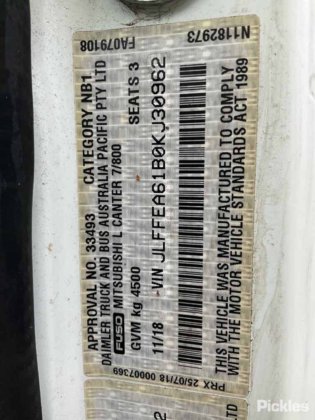 FA079108
N1182973
APPROVAL NO. 33493 CATEGORY NB1
DAIMLER TRUCK AND BUS AUSTRALIA PACIFIC PTY LTD
FUSO MITSUBISHI L CANTER 7/800
GVM kg 4500 SEATS 3
11/18 VIN JLFFEA61B0KJ30962
THIS VEHICLE WAS MANUFACTURED TO COMPLY
WITH THE MOTOR VEHICLE STANDARDS ACT 1989
PRX 25/07/18 00007369
Pickles